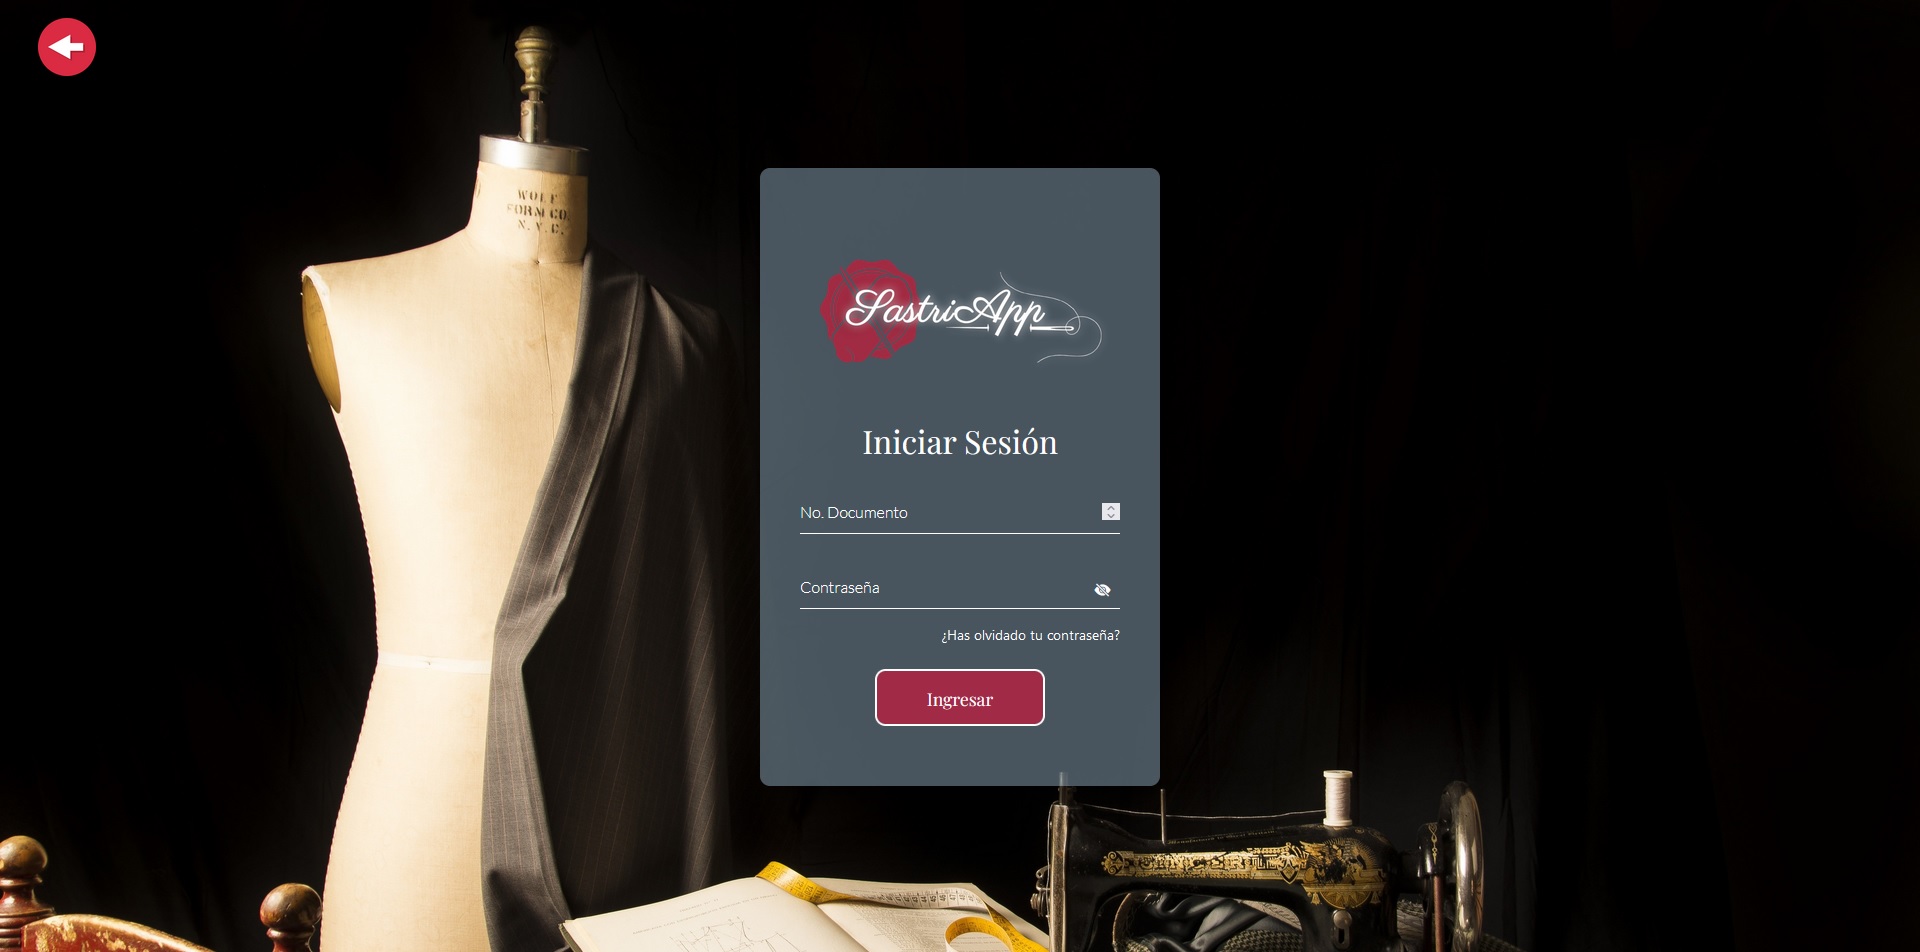 WOLF
FORM CO.
N.Y.C.
SastriApp
Iniciar Sesión
No. Documento
Contraseña
¿Has olvidado tu contraseña?
Ingresar